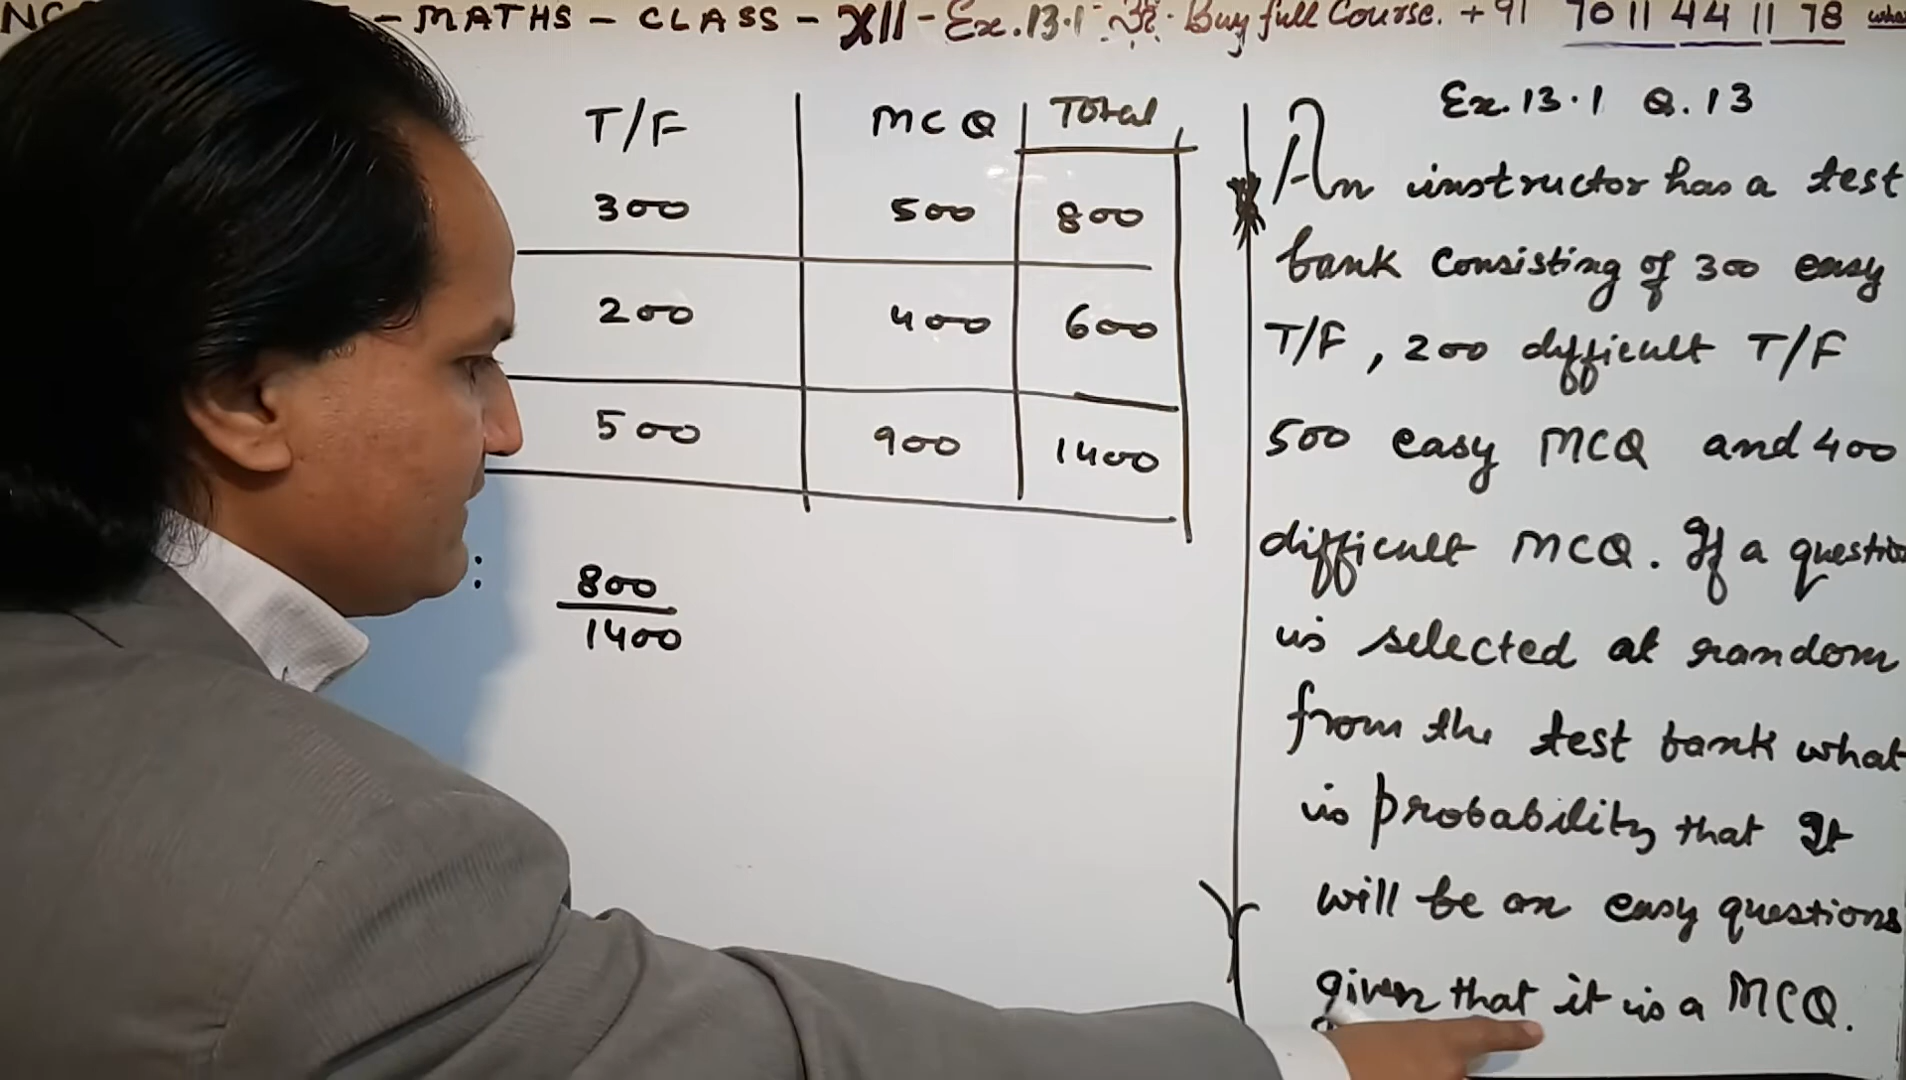 - MATHS - CLASS - XII - Ex.13.1 Buy full Course. +91 70 11 44 11 78
T/F MCQ Total
300 500 800
200 400 600
500 900 1400
:
800
1400
Ex.13.1 Q.13
An instructor has a test
bank consisting of 300 easy
T/F, 200 difficult T/F
500 easy MCQ and 400
difficult MCQ. If a questio
is selected at random
from the test bank what
is probability that It
will be an easy questions
given that it is a MCQ.